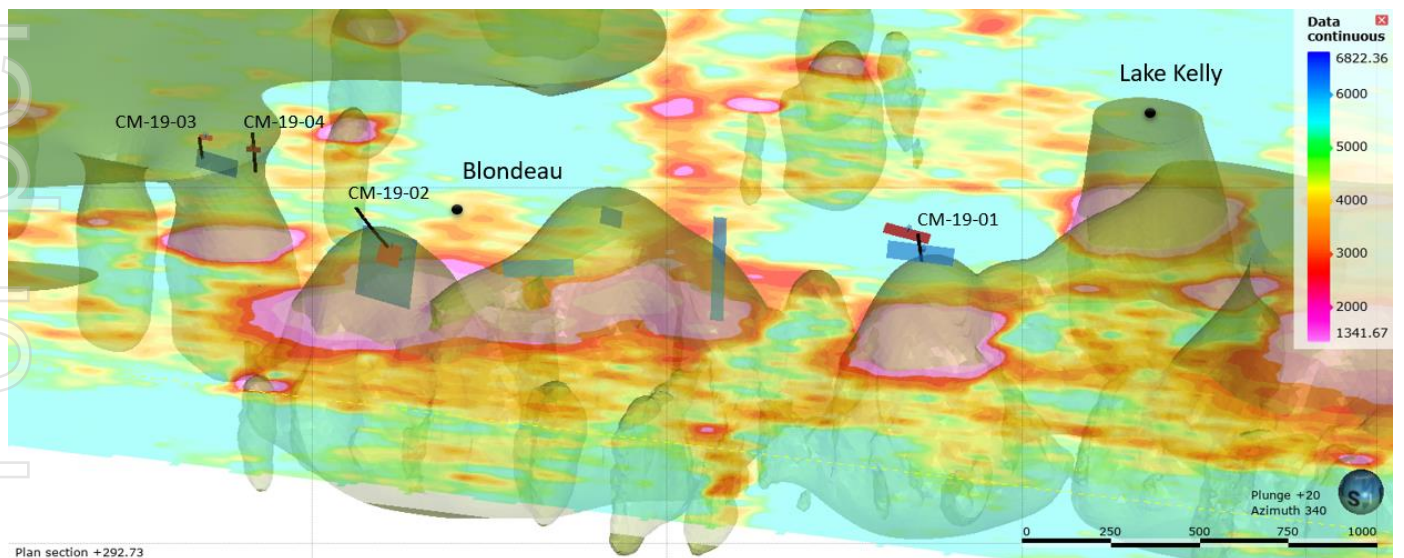 Data
continuous
6822.36
6000
5000
4000
3000
2000
1341.67
Lake Kelly
CM-19-03
CM-19-04
Blondeau
CM-19-02
CM-19-01
Plunge +20
Azimuth 340
S
0 250 500 750 1000
Plan section +292.73